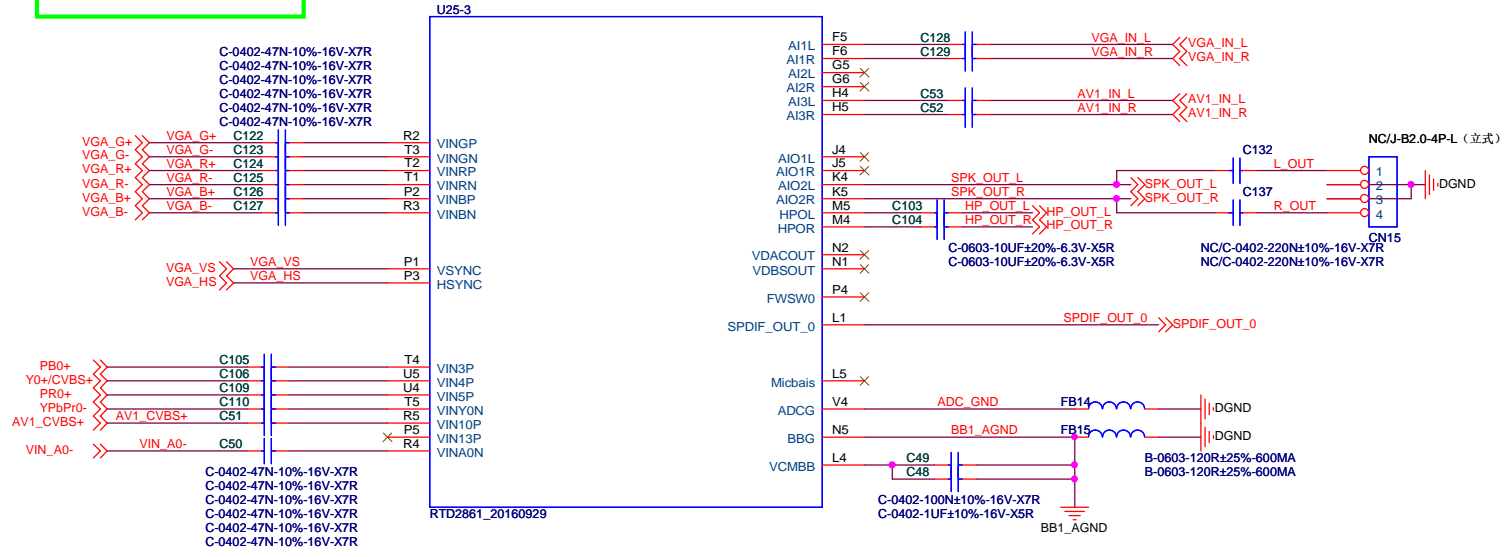 U25-3
C-0402-47N-10%-16V-X7R
C-0402-47N-10%-16V-X7R
C-0402-47N-10%-16V-X7R
C-0402-47N-10%-16V-X7R
C-0402-47N-10%-16V-X7R
C-0402-47N-10%-16V-X7R
VGA_G+ VGA_G+ C122 R2 VINGP
VGA_G- VGA_G- C123 T3 VINGN
VGA_R+ VGA_R+ C124 T2 VINRP
VGA_R- VGA_R- C125 T1 VINRN
VGA_B+ VGA_B+ C126 P2 VINBP
VGA_B- VGA_B- C127 R3 VINBN
VGA_VS VGA_VS P1 VSYNC
VGA_HS VGA_HS P3 HSYNC
PB0+ C105 T4 VIN3P
Y0+/CVBS+ C106 U5 VIN4P
PR0+ C109 U4 VIN5P
YPbPr0- C110 T5 VINY0N
AV1_CVBS+ AV1_CVBS+ C51 R5 VIN10P
P5 VIN13P
VIN_A0- VIN_A0- C50 R4 VINA0N
C-0402-47N-10%-16V-X7R
C-0402-47N-10%-16V-X7R
C-0402-47N-10%-16V-X7R
C-0402-47N-10%-16V-X7R
C-0402-47N-10%-16V-X7R
C-0402-47N-10%-16V-X7R
RTD2861_20160929
AI1L F5 C128 VGA_IN_L VGA_IN_L
AI1R F6 C129 VGA_IN_R VGA_IN_R
AI2L G5
AI2R G6
AI3L H4 C53 AV1_IN_L AV1_IN_L
AI3R H5 C52 AV1_IN_R AV1_IN_R
AIO1L J4
AIO1R J5
AIO2L K4 SPK_OUT_L SPK_OUT_L
AIO2R K5 SPK_OUT_R SPK_OUT_R
HPOL M5 C103 HP_OUT_L HP_OUT_L
HPOR M4 C104 HP_OUT_R HP_OUT_R
C-0603-10UF±20%-6.3V-X5R
C-0603-10UF±20%-6.3V-X5R
NC/J-B2.0-4P-L（立式）
C132 L_OUT 1
2 DGND
3
C137 R_OUT 4
CN15
NC/C-0402-220N±10%-16V-X7R
NC/C-0402-220N±10%-16V-X7R
VDACOUT N2
VDBSOUT N1
FWSW0 P4
SPDIF_OUT_0 L1 SPDIF_OUT_0 SPDIF_OUT_0
Micbais L5
ADCG V4 ADC_GND FB14 DGND
BBG N5 BB1_AGND FB15 DGND
B-0603-120R±25%-600MA
B-0603-120R±25%-600MA
VCMBB L4 C49
C48
C-0402-100N±10%-16V-X7R
C-0402-1UF±10%-16V-X5R
BB1_AGND